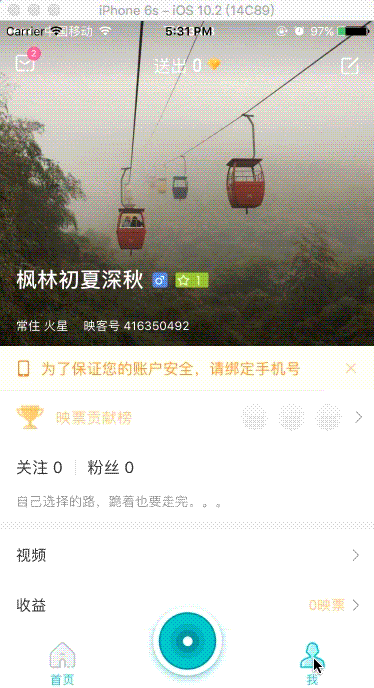 iPhone 6s – iOS 10.2 (14C89)
Carrier 5:31 PM 97%
2
送出 0
枫林初夏深秋 1
常住 火星 映客号 416350492
为了保证您的账户安全，请绑定手机号
映票贡献榜
关注 0 粉丝 0
自己选择的路，跪着也要走完。。。
视频
收益 0映票
首页 我